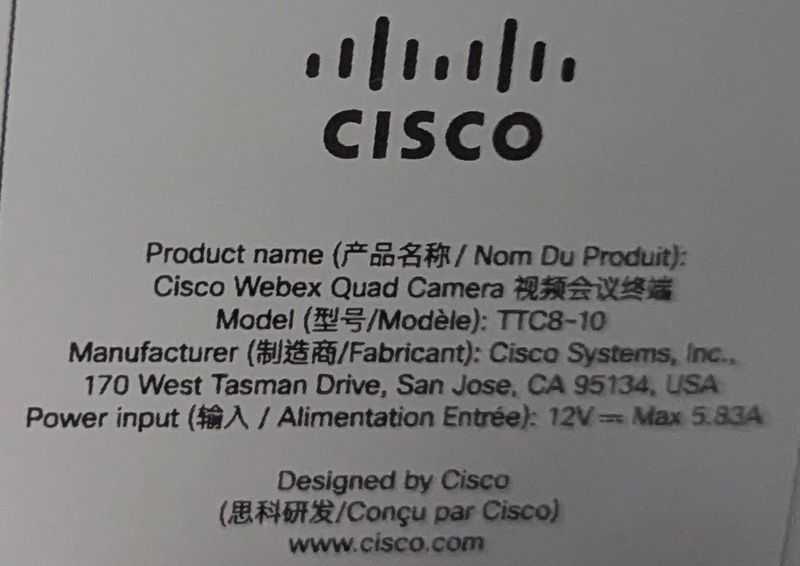 CISCO
Product name (产品名称 / Nom Du Produit):
Cisco Webex Quad Camera 视频会议终端
Model (型号/Modèle): TTC8-10
Manufacturer (制造商/Fabricant): Cisco Systems, Inc.,
170 West Tasman Drive, San Jose, CA 95134, USA
Power input (输入 / Alimentation Entrée): 12V ⎓ Max 5.83A
Designed by Cisco
(思科研发/Conçu par Cisco)
www.cisco.com